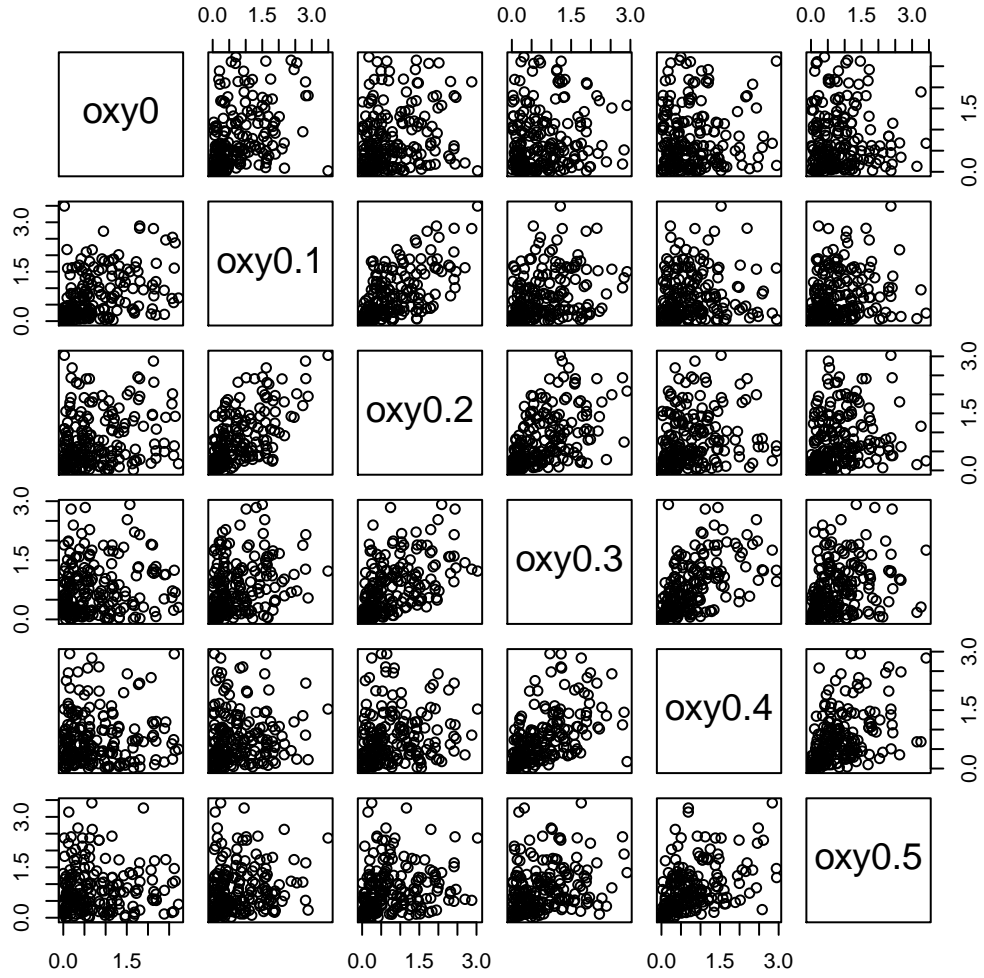 0.0 1.5 3.0 0.0 1.5 3.0 0.0 1.5 3.0
oxy0 0.0 1.5
0.0 1.5 3.0 oxy0.1
oxy0.2 0.0 1.5 3.0
0.0 1.5 3.0 oxy0.3
oxy0.4 0.0 1.5 3.0
0.0 1.5 3.0 oxy0.5
0.0 1.5 0.0 1.5 3.0 0.0 1.5 3.0